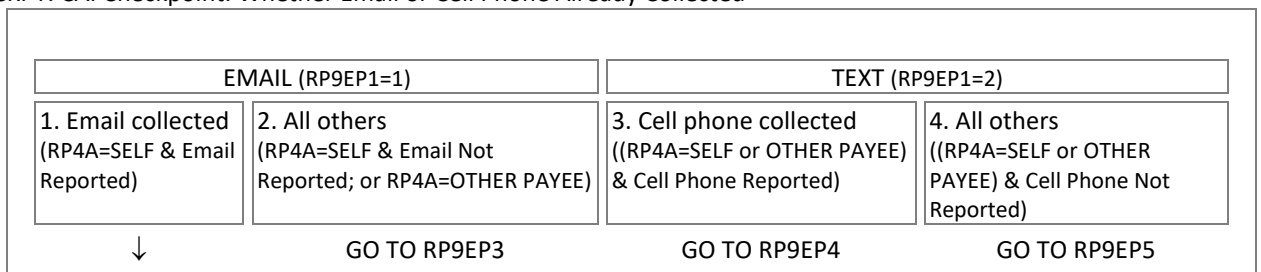 Checkpoint: Whether Email or Cell Phone Already Collected
EMAIL (RP9EP1=1)
TEXT (RP9EP1=2)
1. Email collected
(RP4A=SELF & Email
Reported)
2. All others
(RP4A=SELF & Email Not
Reported; or RP4A=OTHER PAYEE)
3. Cell phone collected
((RP4A=SELF or OTHER PAYEE)
& Cell Phone Reported)
4. All others
((RP4A=SELF or OTHER
PAYEE) & Cell Phone Not
Reported)
↓
GO TO RP9EP3
GO TO RP9EP4
GO TO RP9EP5